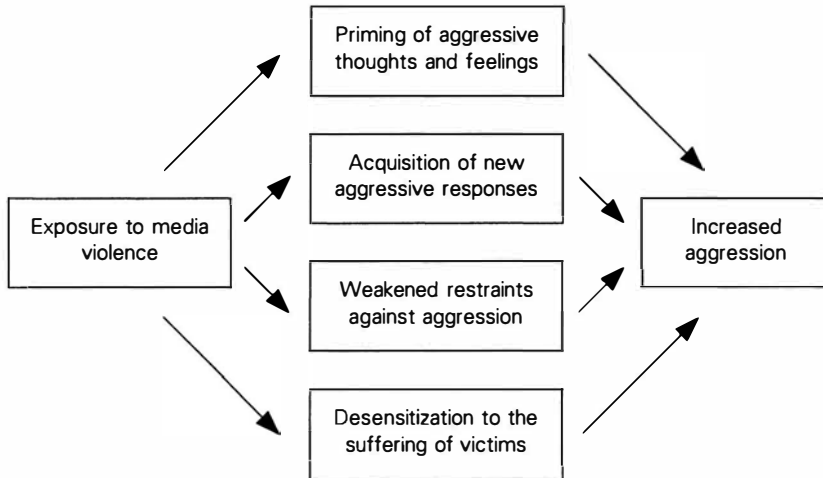 Priming of aggressive
thoughts and feelings
Acquisition of new
aggressive responses
Exposure to media
violence
Increased
aggression
Weakened restraints
against aggression
Desensitization to the
suffering of victims